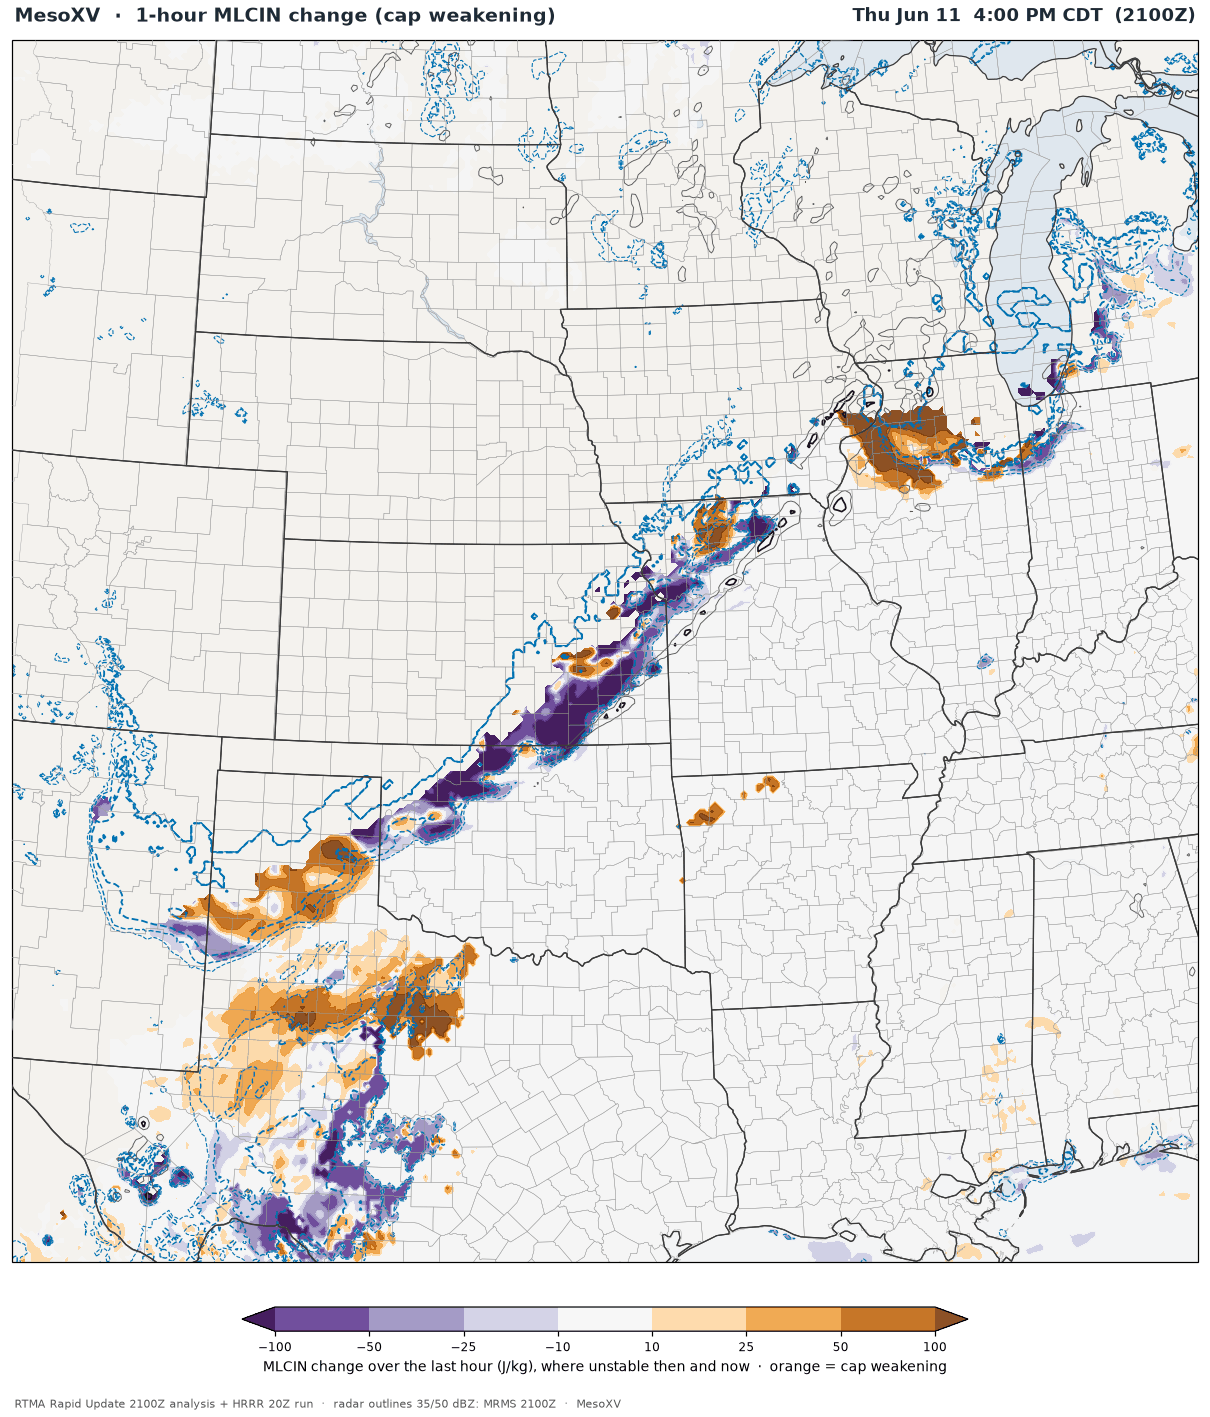 MesoXV · 1-hour MLCIN change (cap weakening)
Thu Jun 11 4:00 PM CDT (2100Z)
−100 −50 −25 −10 10 25 50 100
MLCIN change over the last hour (J/kg), where unstable then and now · orange = cap weakening
RTMA Rapid Update 2100Z analysis + HRRR 20Z run · radar outlines 35/50 dBZ: MRMS 2100Z · MesoXV